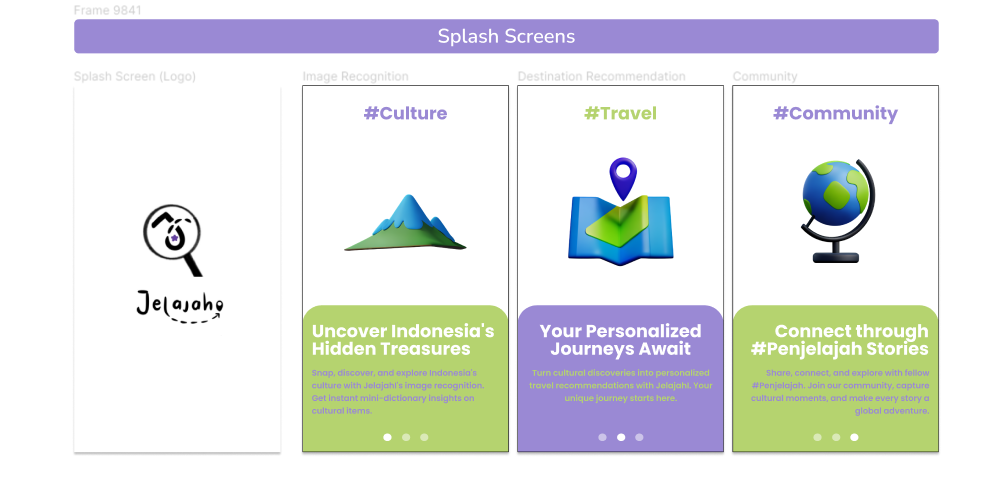 Frame 9841
Splash Screens
Splash Screen (Logo)
Image Recognition
Destination Recommendation
Community
Jelajahi
#Culture
Uncover Indonesia's
Hidden Treasures
Snap, discover, and explore Indonesia's
culture with Jelajahi's image recognition.
Get instant mini-dictionary insights on
cultural items.
#Travel
Your Personalized
Journeys Await
Turn cultural discoveries into personalized
travel recommendations with Jelajahi. Your
unique journey starts here.
#Community
Connect through
#Penjelajah Stories
Share, connect, and explore with fellow
#Penjelajah. Join our community, capture
cultural moments, and make every story a
global adventure.